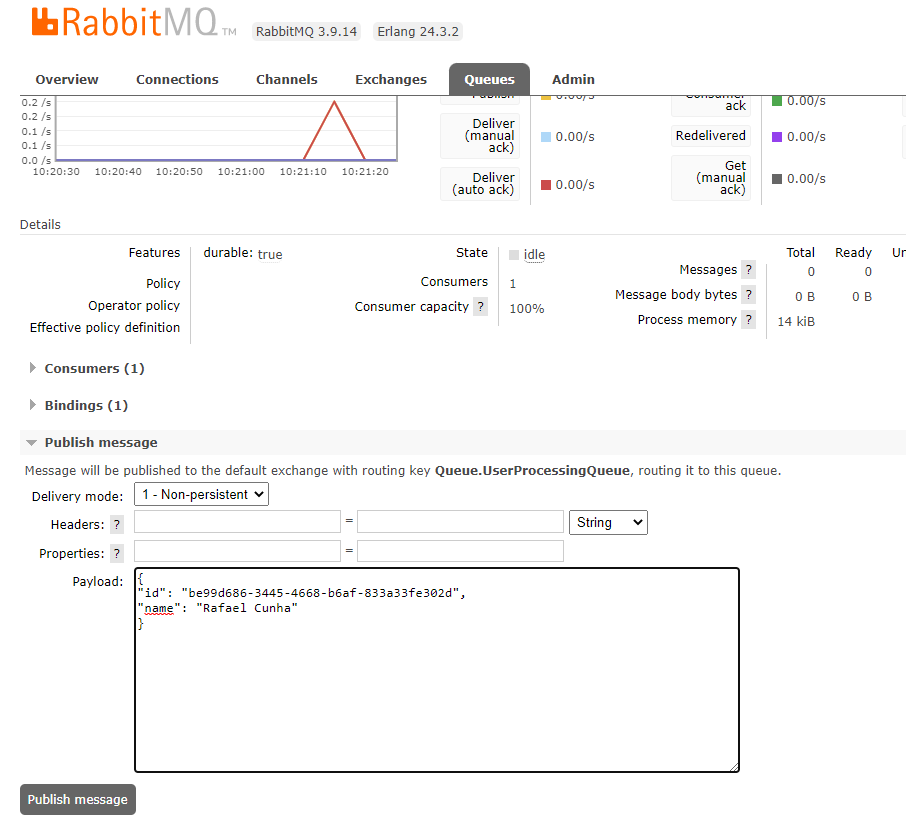 RabbitMQ TM RabbitMQ 3.9.14 Erlang 24.3.2
Overview Connections Channels Exchanges Queues Admin
0.2 /s
0.2 /s
0.1 /s
0.1 /s
0.0 /s
10:20:30 10:20:40 10:20:50 10:21:00 10:21:10 10:21:20
Publish 0.00/s
Deliver
(manual
ack)
0.00/s
Deliver
(auto ack)
0.00/s
Consumer
ack
0.00/s
Redelivered 0.00/s
Get
(manual
ack)
0.00/s
Details
Features durable: true
Policy
Operator policy
Effective policy definition
State idle
Consumers 1
Consumer capacity ? 100%
Total Ready
Messages ? 0 0
Message body bytes ? 0 B 0 B
Process memory ? 14 kiB
Consumers (1)
Bindings (1)
Publish message
Message will be published to the default exchange with routing key Queue.UserProcessingQueue, routing it to this queue.
Delivery mode: 1 - Non-persistent
Headers: ? = String
Properties: ? =
Payload:
{
"id": "be99d686-3445-4668-b6af-833a33fe302d",
"name": "Rafael Cunha"
}
Publish message